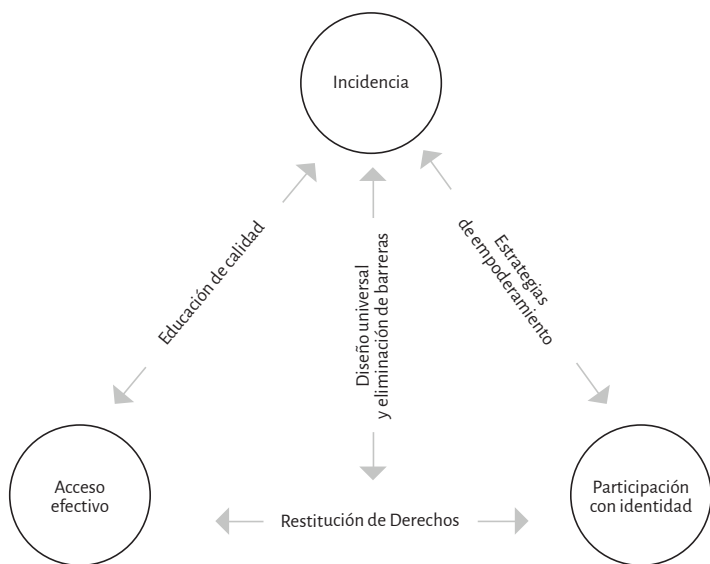 Incidencia
Educación de calidad
Diseño universal
y eliminación de barreras
Estrategias
de empoderamiento
Acceso
efectivo
Restitución de Derechos
Participación
con identidad